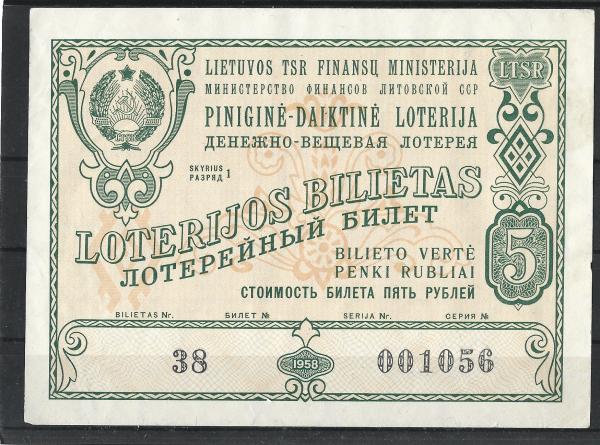 LIETUVOS TSR FINANSŲ MINISTERIJA
МИНИСТЕРСТВО ФИНАНСОВ ЛИТОВСКОЙ ССР
PINIGINĖ-DAIKTINĖ LOTERIJA
ДЕНЕЖНО-ВЕЩЕВАЯ ЛОТЕРЕЯ
LTSR
LTSR
SKYRIUS
РАЗРЯД 1
LOTERIJOS BILIETAS
ЛОТЕРЕЙНЫЙ БИЛЕТ
BILIETO VERTĖ
PENKI RUBLIAI
СТОИМОСТЬ БИЛЕТА ПЯТЬ РУБЛЕЙ
5
BILIETAS Nr. БИЛЕТ № SERIJA Nr. СЕРИЯ №
38 1958 001056